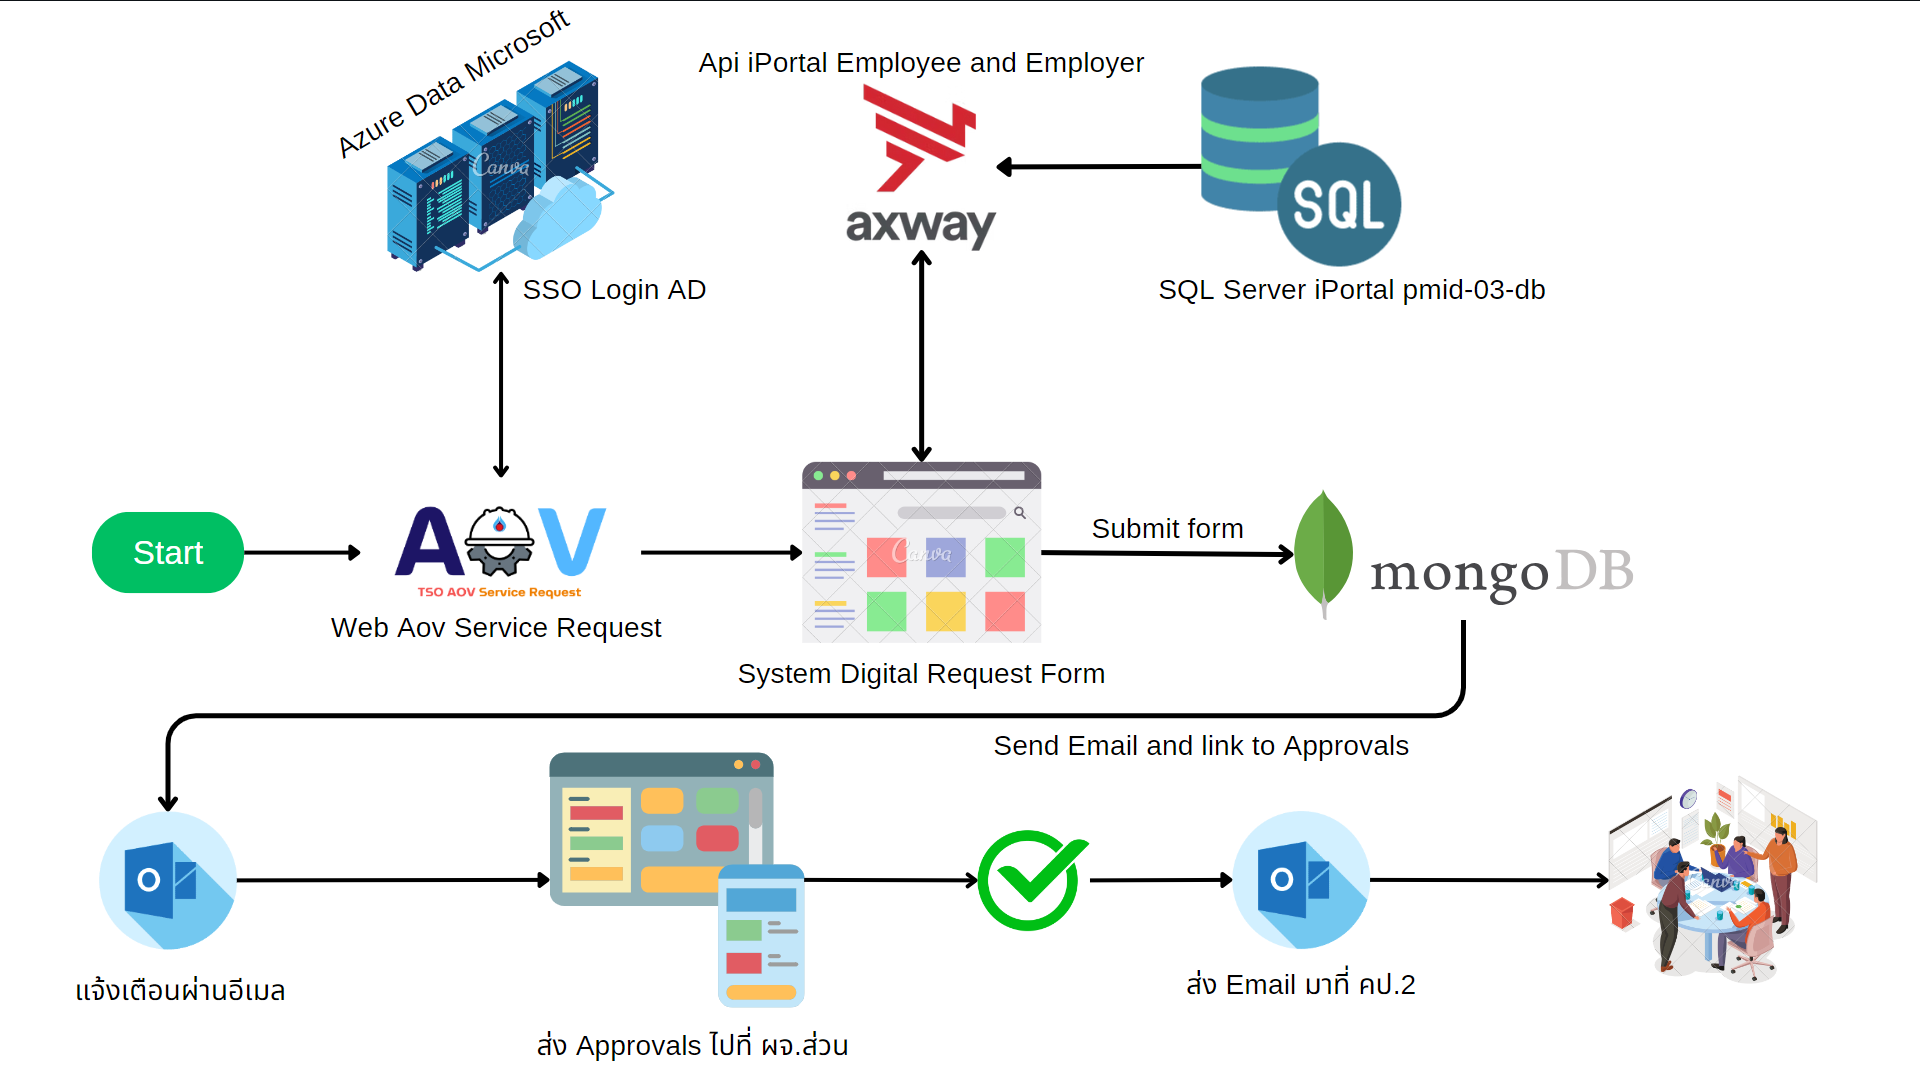 Azure Data Microsoft
Api iPortal Employee and Employer
Canva
axway
SQL
SSO Login AD
SQL Server iPortal pmid-03-db
Start
AOV
TSO AOV Service Request
Web Aov Service Request
Canva
System Digital Request Form
Submit form
mongoDB
Send Email and link to Approvals
แจ้งเตือนผ่านอีเมล
ส่ง Approvals ไปที่ ผจ.ส่วน
ส่ง Email มาที่ คป.2
Canva